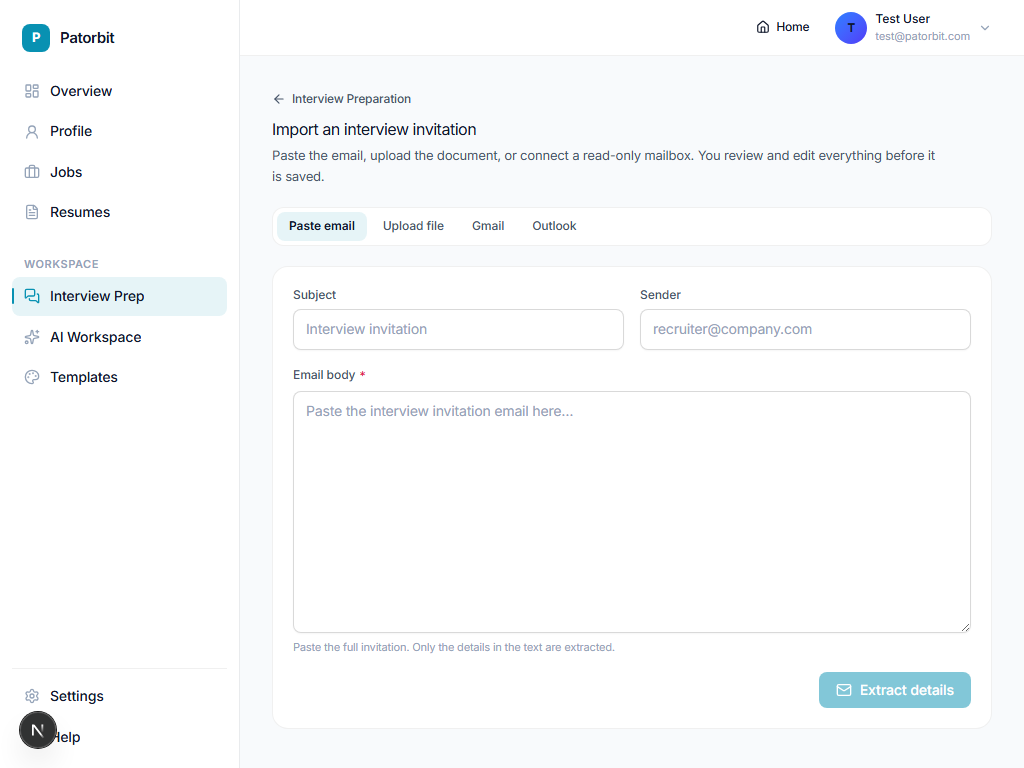 P Patorbit
Overview
Profile
Jobs
Resumes
WORKSPACE
Interview Prep
AI Workspace
Templates
Settings
N
Help
Home
T
Test User
test@patorbit.com
Interview Preparation
Import an interview invitation
Paste the email, upload the document, or connect a read-only mailbox. You review and edit everything before it
is saved.
Paste email Upload file Gmail Outlook
Subject Sender
Interview invitation recruiter@company.com
Email body *
Paste the interview invitation email here...
Paste the full invitation. Only the details in the text are extracted.
Extract details